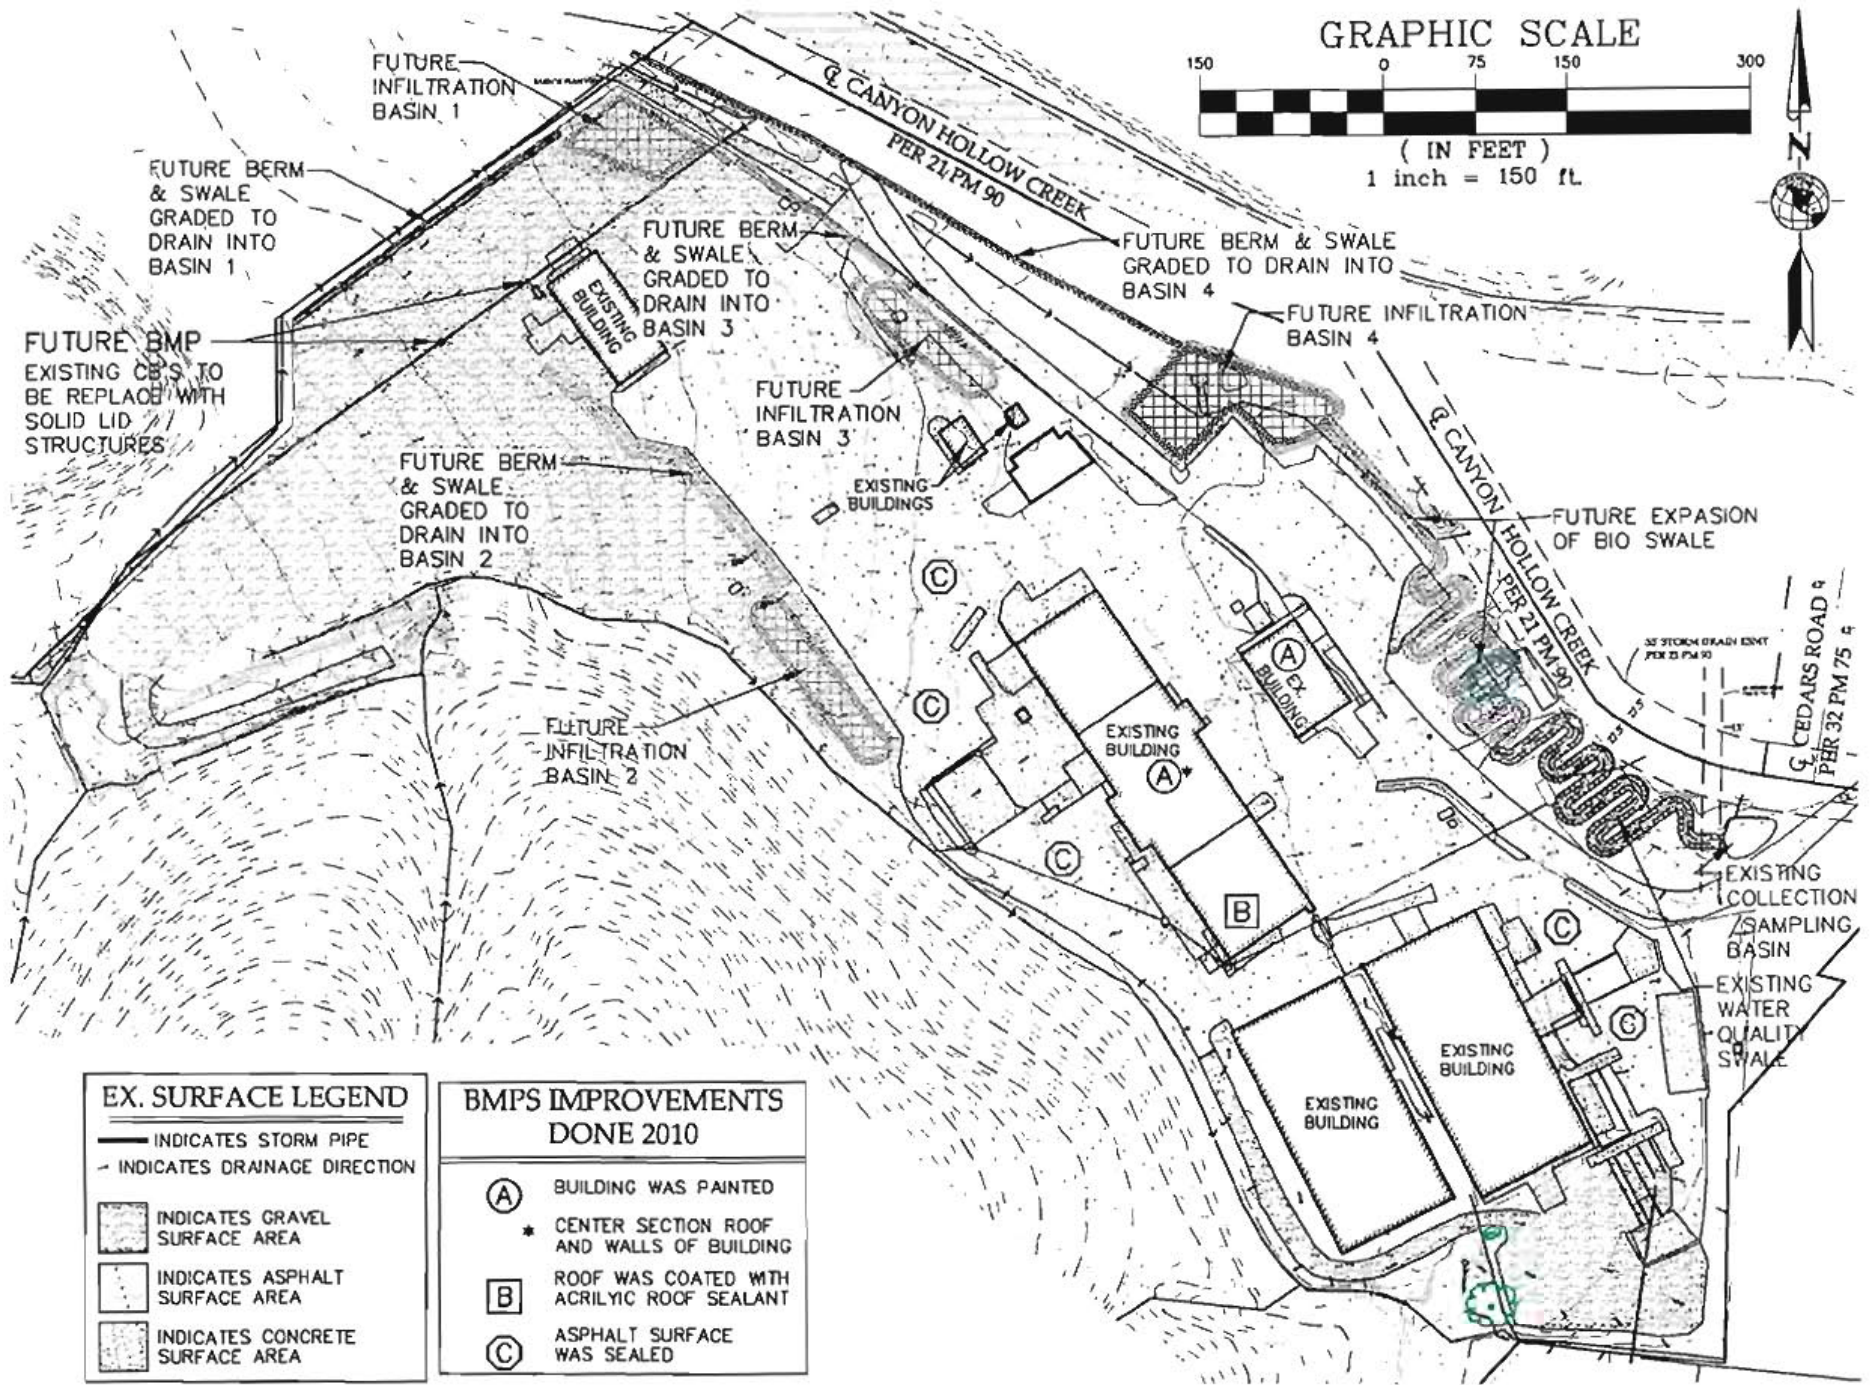 GRAPHIC SCALE
150 0 75 150 300
( IN FEET )
1 inch = 150 ft.
N
FUTURE
INFILTRATION
BASIN 1
FUTURE BERM
& SWALE
GRADED TO
DRAIN INTO
BASIN 1
℄ CANYON HOLLOW CREEK
PER 21 PM 90
FUTURE BERM
& SWALE
GRADED TO
DRAIN INTO
BASIN 3
FUTURE BERM & SWALE
GRADED TO DRAIN INTO
BASIN 4
FUTURE INFILTRATION
BASIN 4
EXISTING
BUILDING
FUTURE BMP
EXISTING CB'S TO
BE REPLACE WITH
SOLID LID
STRUCTURES
FUTURE
INFILTRATION
BASIN 3
FUTURE BERM
& SWALE
GRADED TO
DRAIN INTO
BASIN 2
EXISTING
BUILDINGS
℄ CANYON HOLLOW CREEK
PER 21 PM 90
FUTURE EXPASION
OF BIO SWALE
C
A
EX.
BUILDING
35' STORM DRAIN ESMT
PER 21 PM 90
℄ CEDARS ROAD
PER 32 PM 75
C
FUTURE
INFILTRATION
BASIN 2
EXISTING
BUILDING
A*
C
B
EXISTING
COLLECTION
/SAMPLING
BASIN
C
EXISTING
WATER
QUALITY
SWALE
C
EXISTING
BUILDING
EXISTING
BUILDING
EX. SURFACE LEGEND
INDICATES STORM PIPE
INDICATES DRAINAGE DIRECTION
INDICATES GRAVEL
SURFACE AREA
INDICATES ASPHALT
SURFACE AREA
INDICATES CONCRETE
SURFACE AREA
BMPS IMPROVEMENTS
DONE 2010
A BUILDING WAS PAINTED
* CENTER SECTION ROOF
AND WALLS OF BUILDING
B ROOF WAS COATED WITH
ACRILYIC ROOF SEALANT
C ASPHALT SURFACE
WAS SEALED